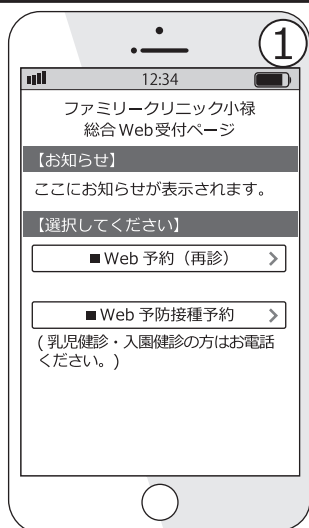 ①
12:34
ファミリークリニック小禄
総合Web受付ページ
【お知らせ】
ここにお知らせが表示されます。
【選択してください】
■Web 予約（再診）
■Web 予防接種予約
(乳児健診・入園健診の方はお電話
ください。)